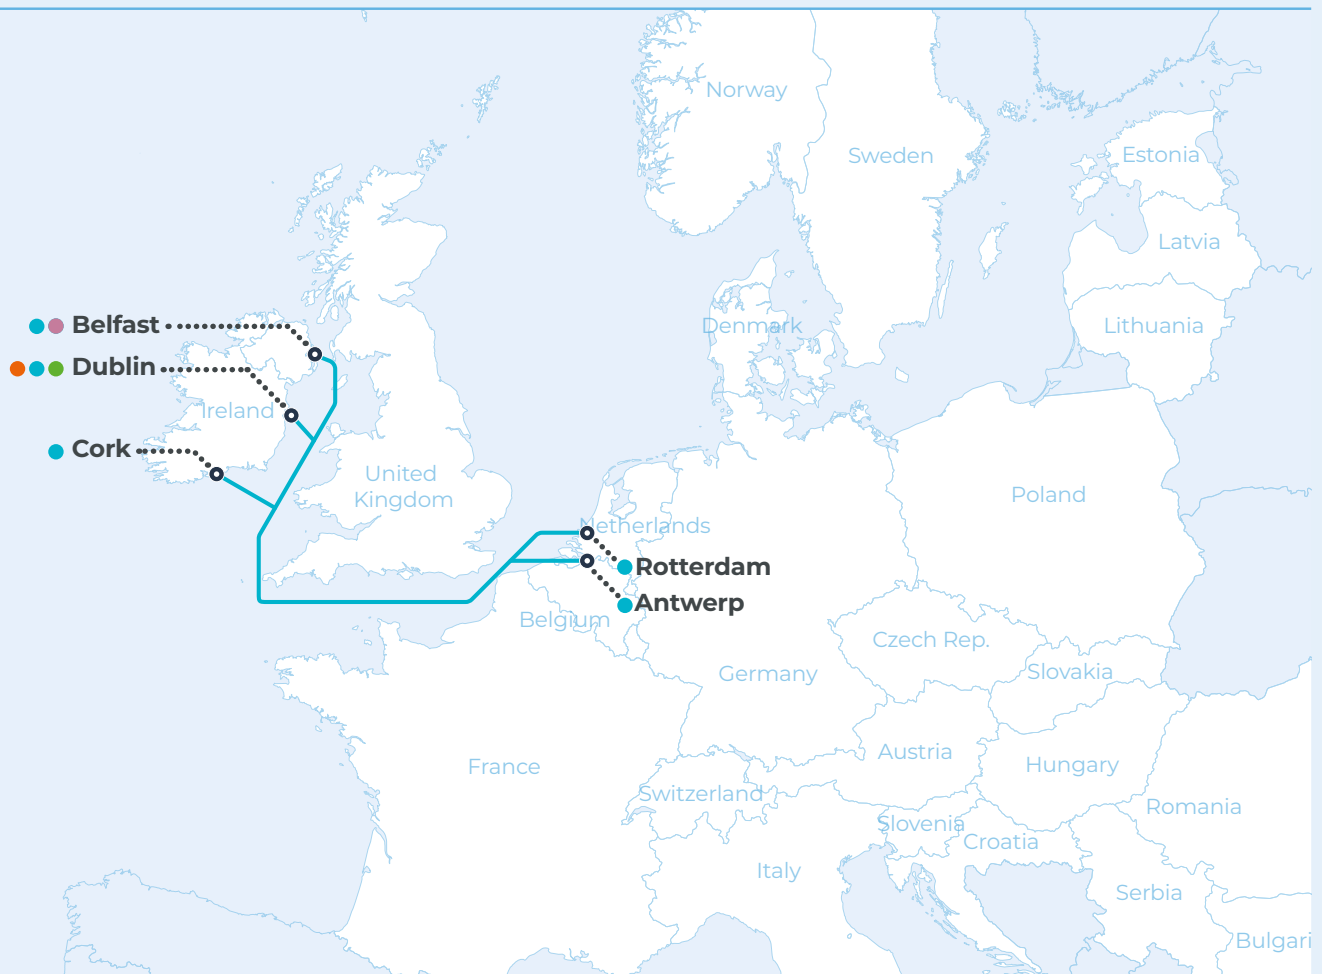 Norway
Sweden
Estonia
Latvia
Denmark
Lithuania
Belfast
Dublin
Ireland
Cork
United
Kingdom
Poland
Netherlands
Rotterdam
Antwerp
Belgium
Czech Rep.
Germany
Slovakia
Austria
France
Hungary
Switzerland
Romania
Slovenia
Croatia
Italy
Serbia
Bulgari